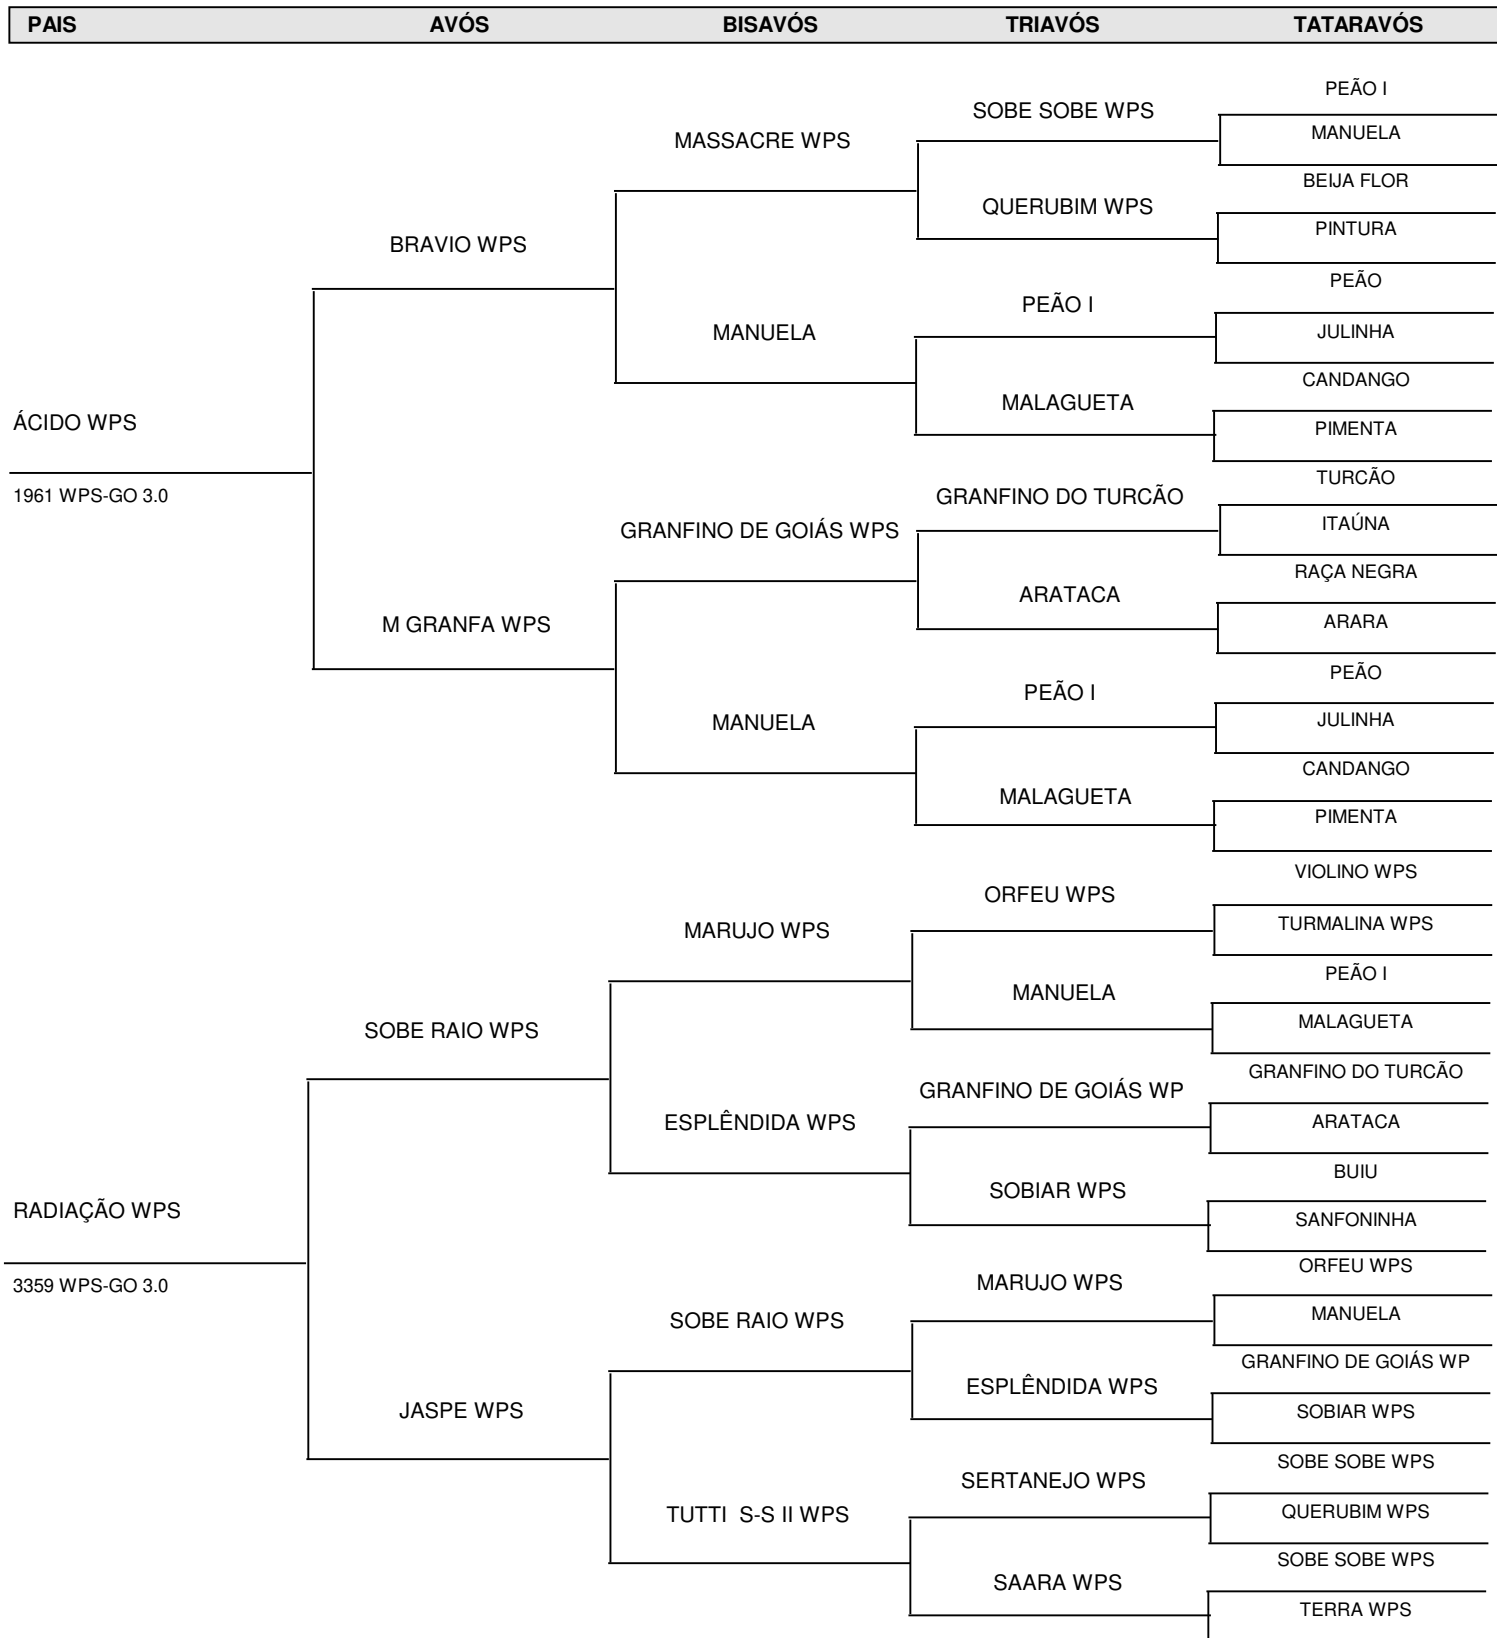 PAIS AVÓS BISAVÓS TRIAVÓS TATARAVÓS
PEÃO I
SOBE SOBE WPS
MANUELA
MASSACRE WPS
BEIJA FLOR
QUERUBIM WPS
PINTURA
BRAVIO WPS
PEÃO
PEÃO I
JULINHA
MANUELA
CANDANGO
MALAGUETA
PIMENTA
ÁCIDO WPS
1961 WPS-GO 3.0
TURCÃO
GRANFINO DO TURCÃO
ITAÚNA
GRANFINO DE GOIÁS WPS
RAÇA NEGRA
ARATACA
ARARA
M GRANFA WPS
PEÃO
PEÃO I
JULINHA
MANUELA
CANDANGO
MALAGUETA
PIMENTA
VIOLINO WPS
ORFEU WPS
TURMALINA WPS
MARUJO WPS
PEÃO I
MANUELA
MALAGUETA
SOBE RAIO WPS
GRANFINO DO TURCÃO
GRANFINO DE GOIÁS WP
ARATACA
ESPLÊNDIDA WPS
BUIU
SOBIAR WPS
SANFONINHA
RADIAÇÃO WPS
3359 WPS-GO 3.0
ORFEU WPS
MARUJO WPS
MANUELA
SOBE RAIO WPS
GRANFINO DE GOIÁS WP
ESPLÊNDIDA WPS
SOBIAR WPS
JASPE WPS
SOBE SOBE WPS
SERTANEJO WPS
QUERUBIM WPS
TUTTI S-S II WPS
SOBE SOBE WPS
SAARA WPS
TERRA WPS